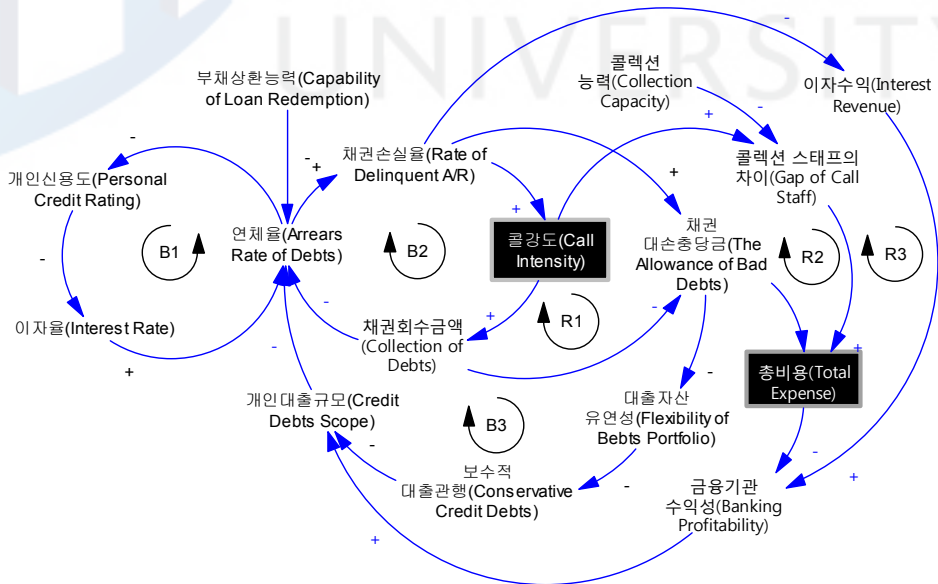 UNIVERSITY
부채상환능력(Capability
of Loan Redemption)
콜렉션
능력(Collection
Capacity)
이자수익(Interest
Revenue)
개인신용도(Personal
Credit Rating)
채권손실율(Rate of
Delinquent A/R)
콜렉션 스태프의
차이(Gap of Call
Staff)
연체율(Arrears
Rate of Debts)
콜강도(Call
Intensity)
채권
대손충당금(The
Allowance of Bad
Debts)
B1
B2
R2
R3
R1
이자율(Interest Rate)
채권회수금액
(Collection of
Debts)
총비용(Total
Expense)
개인대출규모(Credit
Debts Scope)
B3
대출자산
유연성(Flexibility of
Bebts Portfolio)
보수적
대출관행(Conservative
Credit Debts)
금융기관
수익성(Banking
Profitability)
-
-
+
-
+
-
-
+
+
+
+
-
-
-
-
-
-
+
-
+
+
-
+